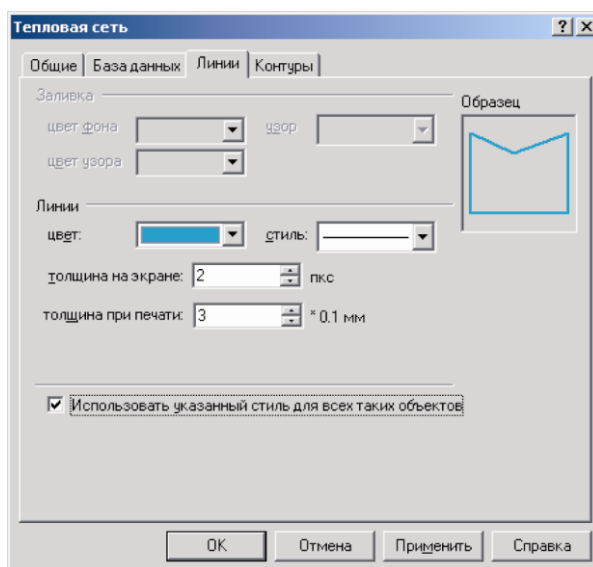 Тепловая сеть
Общие База данных Линии Контуры
Заливка
цвет фона
узор
цвет узора
Образец
Линии
цвет:
стиль:
толщина на экране: 2 пкс
толщина при печати: 3 * 0.1 мм
Использовать указанный стиль для всех таких объектов
OK Отмена Применить Справка